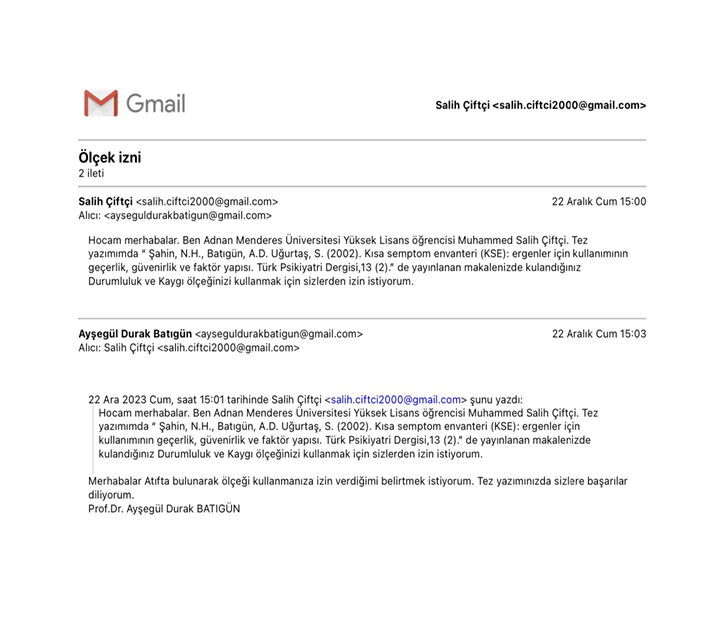 Gmail
Salih Çiftçi <salih.ciftci2000@gmail.com>
Ölçek izni
2 ileti
Salih Çiftçi <salih.ciftci2000@gmail.com>
22 Aralık Cum 15:00
Alıcı: <ayseguldurakbatigun@gmail.com>
Hocam merhabalar. Ben Adnan Menderes Üniversitesi Yüksek Lisans öğrencisi Muhammed Salih Çiftçi. Tez
yazımımda “ Şahin, N.H., Batıgün, A.D. Uğurtaş, S. (2002). Kısa semptom envanteri (KSE): ergenler için kullanımının
geçerlik, güvenirlik ve faktör yapısı. Türk Psikiyatri Dergisi,13 (2).” de yayınlanan makalenizde kulandığınız
Durumluluk ve Kaygı ölçeğinizi kullanmak için sizlerden izin istiyorum.
Ayşegül Durak Batıgün <ayseguldurakbatigun@gmail.com>
22 Aralık Cum 15:03
Alıcı: Salih Çiftçi <salih.ciftci2000@gmail.com>
22 Ara 2023 Cum, saat 15:01 tarihinde Salih Çiftçi <salih.ciftci2000@gmail.com> şunu yazdı:
Hocam merhabalar. Ben Adnan Menderes Üniversitesi Yüksek Lisans öğrencisi Muhammed Salih Çiftçi. Tez
yazımımda “ Şahin, N.H., Batıgün, A.D. Uğurtaş, S. (2002). Kısa semptom envanteri (KSE): ergenler için
kullanımının geçerlik, güvenirlik ve faktör yapısı. Türk Psikiyatri Dergisi,13 (2).” de yayınlanan makalenizde
kulandığınız Durumluluk ve Kaygı ölçeğinizi kullanmak için sizlerden izin istiyorum.
Merhabalar Atıfta bulunarak ölçeği kullanmanıza izin verdiğimi belirtmek istiyorum. Tez yazımınızda sizlere başarılar
diliyorum.
Prof.Dr. Ayşegül Durak BATIGÜN